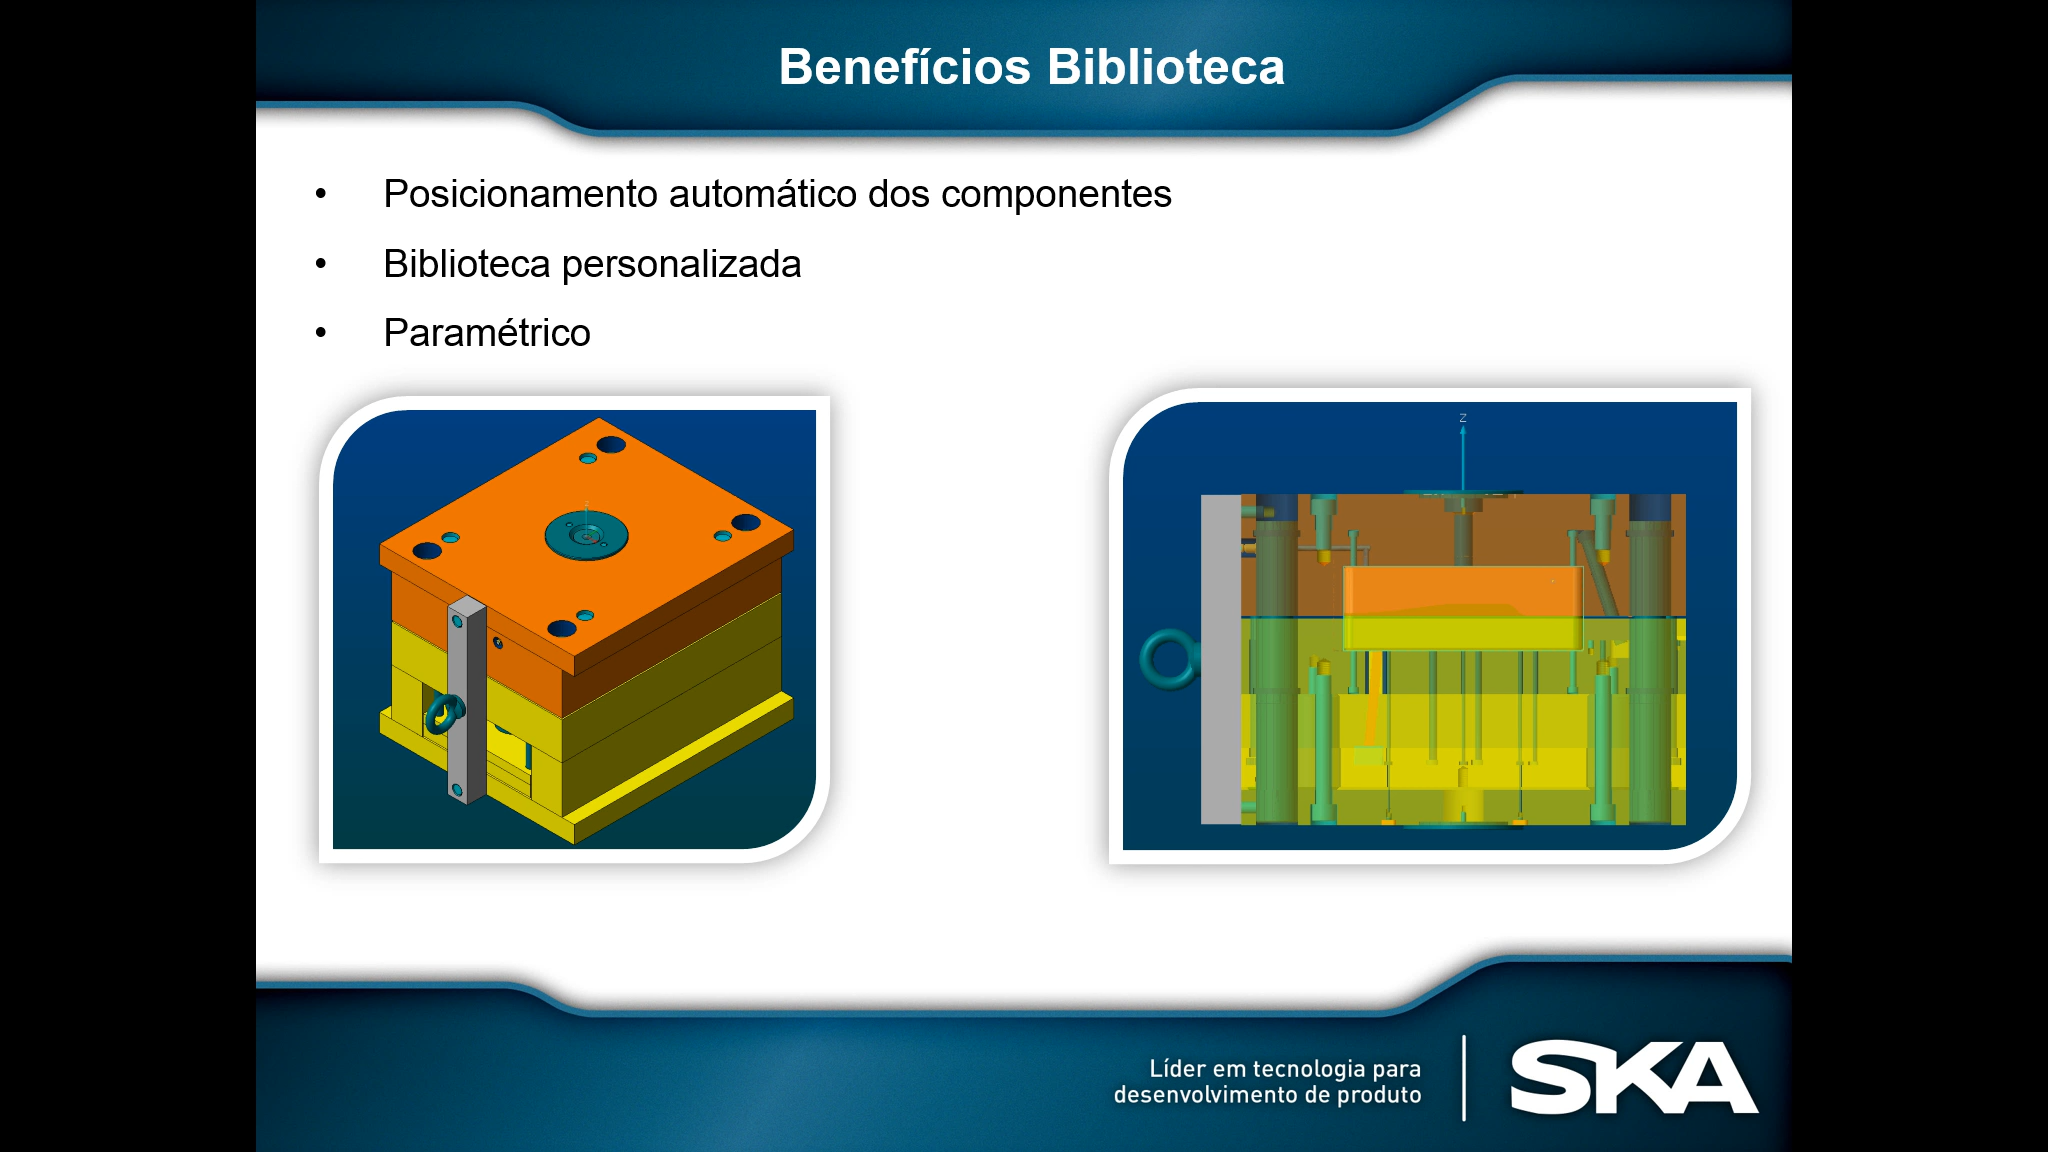 Benefícios Biblioteca
• Posicionamento automático dos componentes
• Biblioteca personalizada
• Paramétrico
Z
Líder em tecnologia para
desenvolvimento de produto
SKA